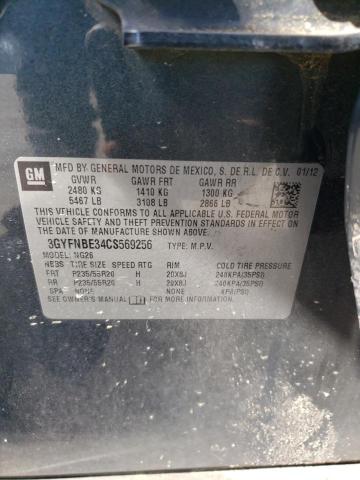 GM
MFD BY GENERAL MOTORS DE MEXICO, S. DE R.L. DE C.V. 01/12
GVWR GAWR FRT GAWR RR
2480 KG 1410 KG 1300 KG
5467 LB 3108 LB 2866 LB
THIS VEHICLE CONFORMS TO ALL APPLICABLE U.S. FEDERAL MOTOR
VEHICLE SAFETY AND THEFT PREVENTION STANDARDS IN EFFECT ON
THE DATE OF MANUFACTURE SHOWN ABOVE.
3GYFNBE34CS569256 TYPE: M.P.V.
MODEL: NG26
TIRE SIZE SPEED RIM COLD TIRE PRESSURE
FRT P235/55R20 H 20X8J 240KPA(35PSI)
RR P235/55R20 H 20X8J 240KPA(35PSI)
SPA NONE NONE KPA(PSI)
SEE OWNER'S MANUAL FOR MORE INFORMATION.